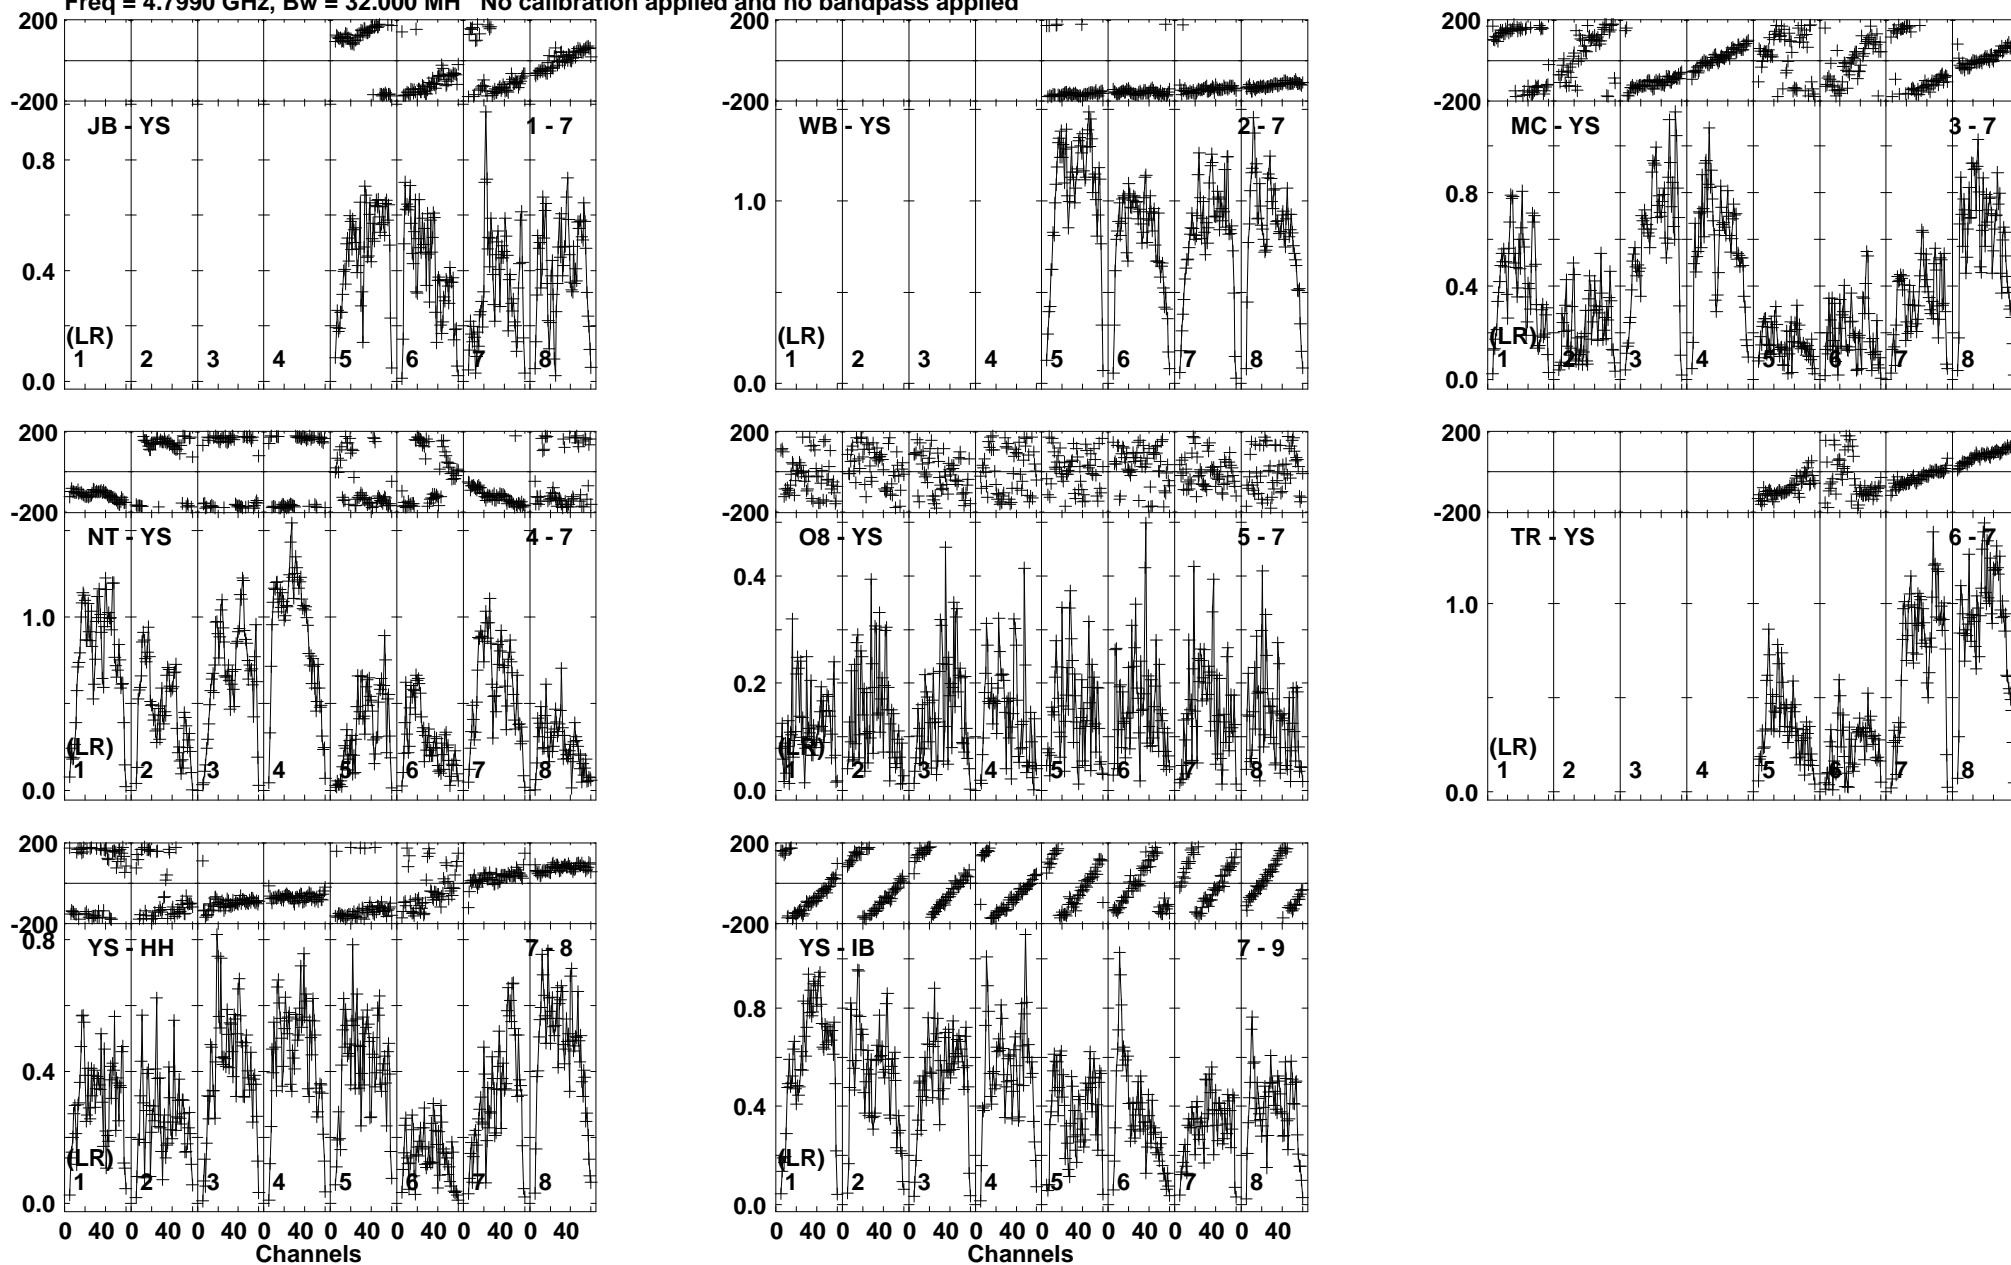 Freq = 4.7990 GHz, Bw = 32.000 MH No calibration applied and no bandpass applied
200
-200
JB - YS
1 - 7
0.8
0.4
0.0
(LR)
1 2 3 4 5 6 7 8
200
-200
WB - YS
2 - 7
1.0
0.0
(LR)
1 2 3 4 5 6 7 8
200
-200
MC - YS
3 - 7
0.8
0.4
0.0
(LR)
1 2 3 4 5 6 7 8
200
-200
NT - YS
4 - 7
1.0
0.0
(LR)
1 2 3 4 5 6 7 8
200
-200
O8 - YS
5 - 7
0.4
0.2
0.0
(LR)
1 2 3 4 5 6 7 8
200
-200
TR - YS
6 - 7
1.0
0.0
(LR)
1 2 3 4 5 6 7 8
200
-200
0.8
YS - HH
7 - 8
0.4
0.0
(LR)
1 2 3 4 5 6 7 8
0 40 0 40 0 40 0 40 0 40 0 40 0 40 0 40
Channels
200
-200
YS - IB
7 - 9
0.8
0.4
0.0
(LR)
1 2 3 4 5 6 7 8
0 40 0 40 0 40 0 40 0 40 0 40 0 40 0 40
Channels